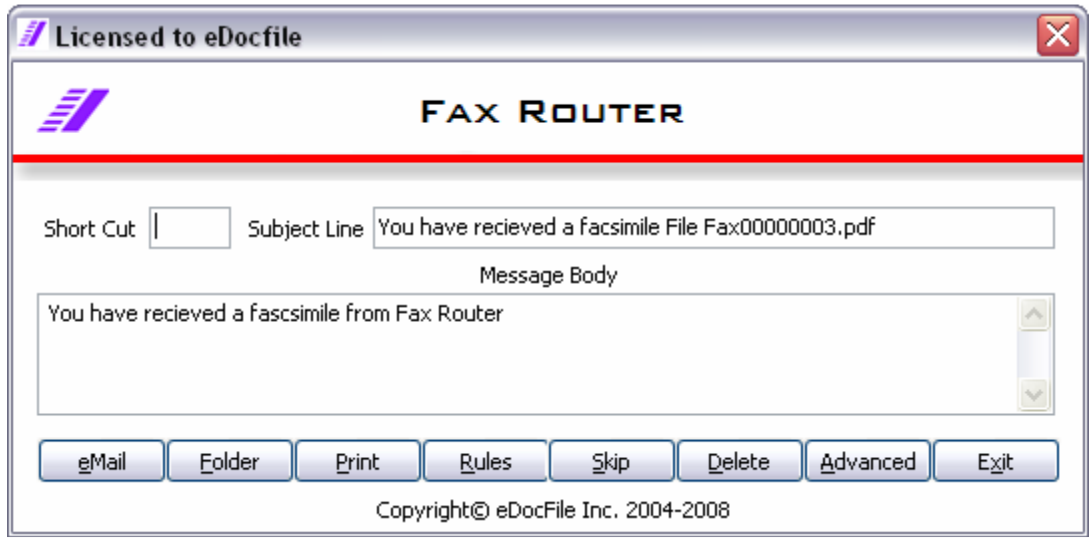 Licensed to eDocfile
FAX ROUTER
Short Cut Subject Line You have recieved a facsimile File Fax00000003.pdf
Message Body
You have recieved a fascsimile from Fax Router
eMail Folder Print Rules Skip Delete Advanced Exit
Copyright© eDocFile Inc. 2004-2008